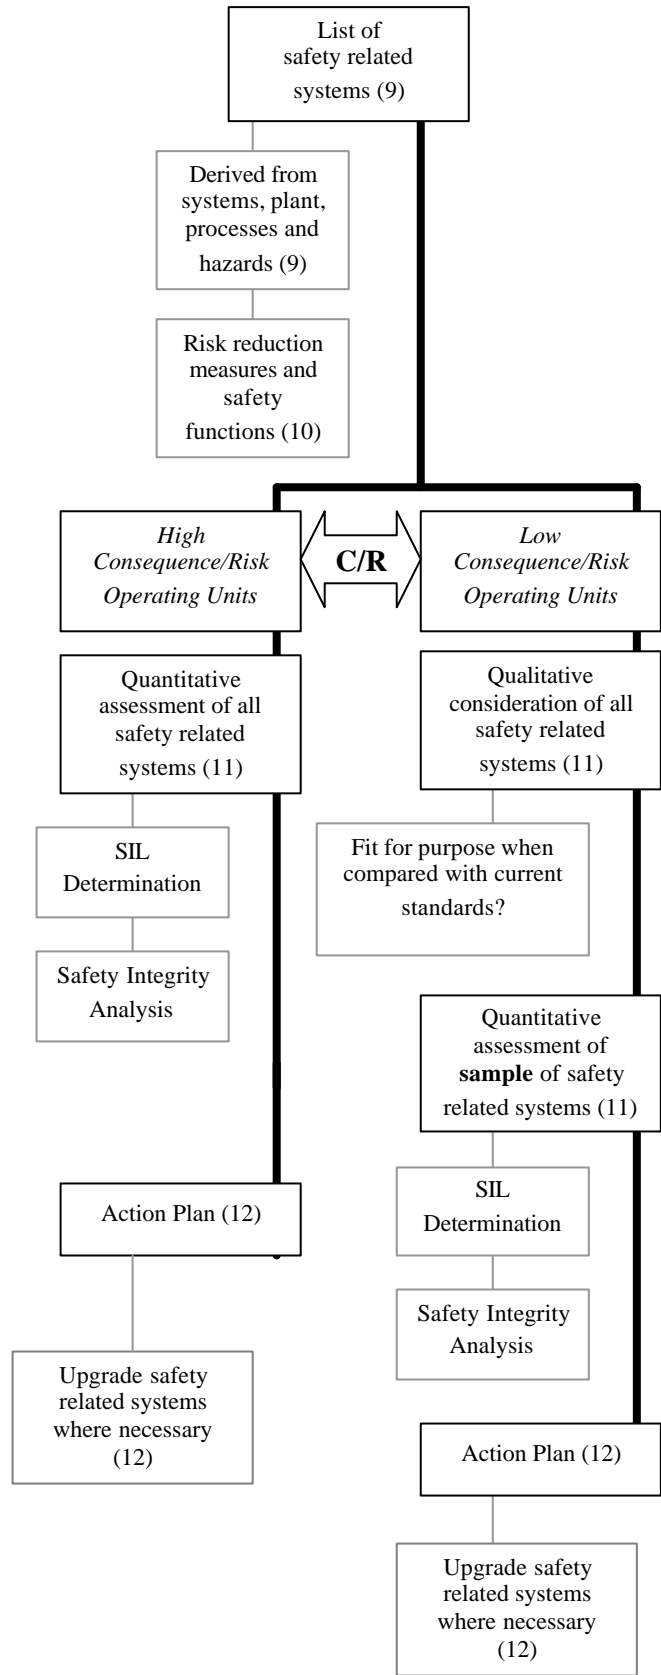 List of
safety related
systems (9)
Derived from
systems, plant,
processes and
hazards (9)
Risk reduction
measures and
safety
functions (10)
High
Consequence/Risk
Operating Units
C/R
Low
Consequence/Risk
Operating Units
Quantitative
assessment of all
safety related
systems (11)
SIL
Determination
Safety Integrity
Analysis
Action Plan (12)
Upgrade safety
related systems
where necessary
(12)
Qualitative
consideration of all
safety related
systems (11)
Fit for purpose when
compared with current
standards?
Quantitative
assessment of
sample of safety
related systems (11)
SIL
Determination
Safety Integrity
Analysis
Action Plan (12)
Upgrade safety
related systems
where necessary
(12)